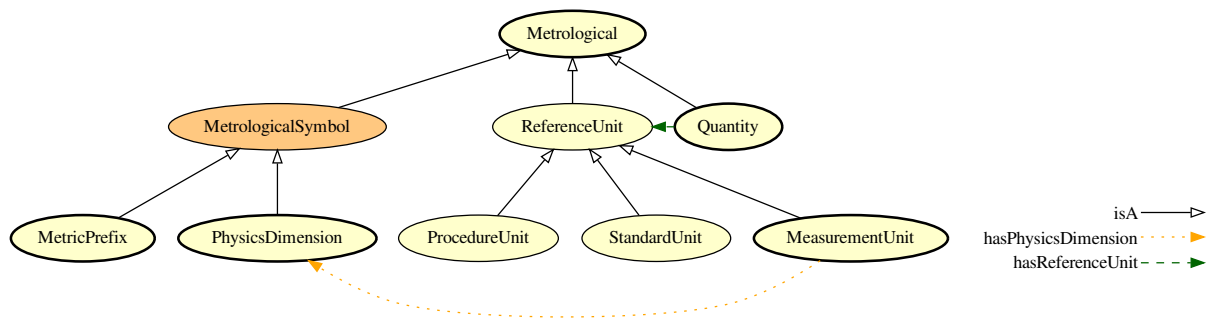 Metrological
MetrologicalSymbol
ReferenceUnit
Quantity
MetricPrefix
PhysicsDimension
ProcedureUnit
StandardUnit
MeasurementUnit
isA
hasPhysicsDimension
hasReferenceUnit